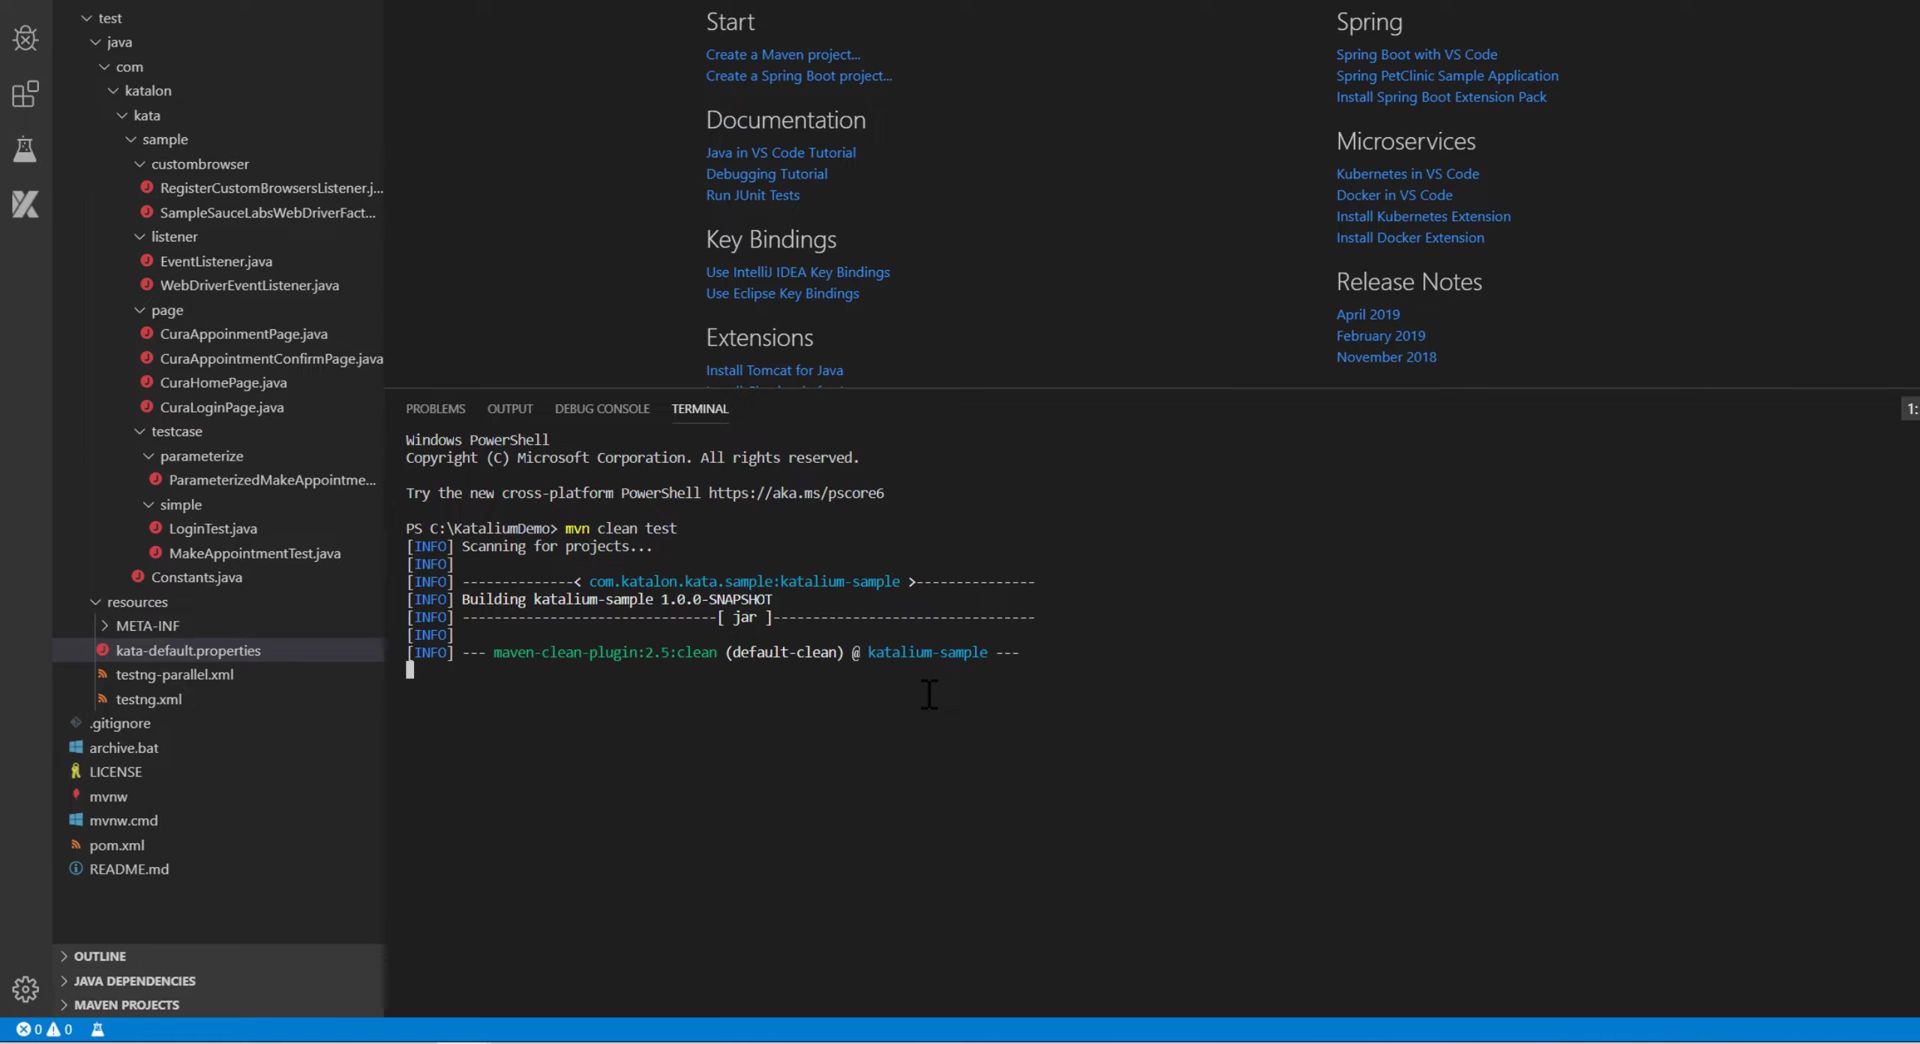 test
java
com
katalon
kata
sample
custombrowser
RegisterCustomBrowsersListener.j...
SampleSauceLabsWebDriverFact...
listener
EventListener.java
WebDriverEventListener.java
page
CuraAppoinmentPage.java
CuraAppointmentConfirmPage.java
CuraHomePage.java
CuraLoginPage.java
testcase
parameterize
ParameterizedMakeAppointme...
simple
LoginTest.java
MakeAppointmentTest.java
Constants.java
resources
META-INF
kata-default.properties
testng-parallel.xml
testng.xml
.gitignore
archive.bat
LICENSE
mvnw
mvnw.cmd
pom.xml
README.md
OUTLINE
JAVA DEPENDENCIES
MAVEN PROJECTS
Start
Create a Maven project...
Create a Spring Boot project...
Documentation
Java in VS Code Tutorial
Debugging Tutorial
Run JUnit Tests
Key Bindings
Use IntelliJ IDEA Key Bindings
Use Eclipse Key Bindings
Extensions
Install Tomcat for Java
Spring
Spring Boot with VS Code
Spring PetClinic Sample Application
Install Spring Boot Extension Pack
Microservices
Kubernetes in VS Code
Docker in VS Code
Install Kubernetes Extension
Install Docker Extension
Release Notes
April 2019
February 2019
November 2018
PROBLEMS OUTPUT DEBUG CONSOLE TERMINAL 1:
Windows PowerShell
Copyright (C) Microsoft Corporation. All rights reserved.
Try the new cross-platform PowerShell https://aka.ms/pscore6
PS C:\KataliumDemo> mvn clean test
[INFO] Scanning for projects...
[INFO]
[INFO] --------------< com.katalon.kata.sample:katalium-sample >---------------
[INFO] Building katalium-sample 1.0.0-SNAPSHOT
[INFO] --------------------------------[ jar ]---------------------------------
[INFO]
[INFO] --- maven-clean-plugin:2.5:clean (default-clean) @ katalium-sample ---
0 0